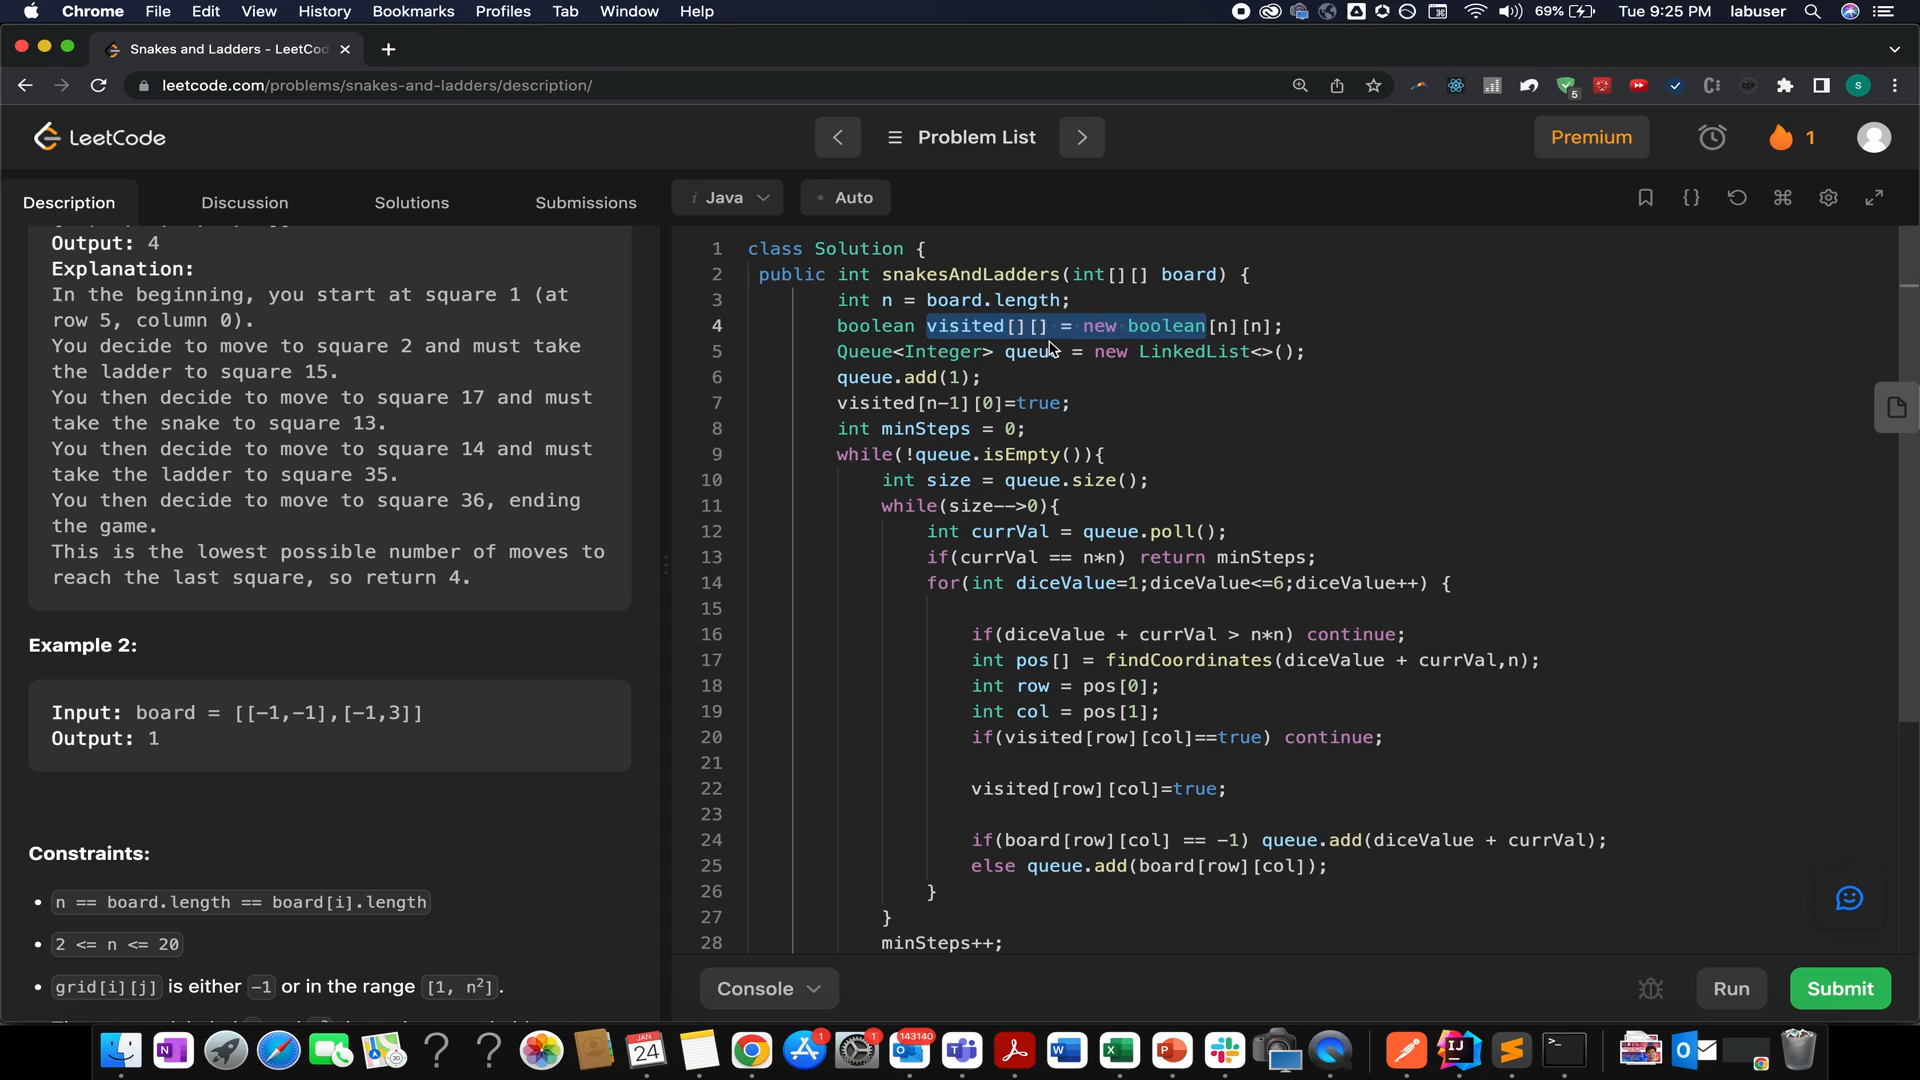 Chrome File Edit View History Bookmarks Profiles Tab Window Help
69% Tue 9:25 PM labuser
Snakes and Ladders - LeetCod
leetcode.com/problems/snakes-and-ladders/description/
5
S
LeetCode
Problem List
Premium
1
Description Discussion Solutions Submissions
i Java
Auto
Output: 4
Explanation:
In the beginning, you start at square 1 (at
row 5, column 0).
You decide to move to square 2 and must take
the ladder to square 15.
You then decide to move to square 17 and must
take the snake to square 13.
You then decide to move to square 14 and must
take the ladder to square 35.
You then decide to move to square 36, ending
the game.
This is the lowest possible number of moves to
reach the last square, so return 4.
Example 2:
Input: board = [[-1,-1],[-1,3]]
Output: 1
Constraints:
• n == board.length == board[i].length
• 2 <= n <= 20
• grid[i][j] is either -1 or in the range [1, n²].
1 class Solution {
2 public int snakesAndLadders(int[][] board) {
3 int n = board.length;
4 boolean visited[][] = new boolean[n][n];
5 Queue<Integer> queue = new LinkedList<>();
6 queue.add(1);
7 visited[n-1][0]=true;
8 int minSteps = 0;
9 while(!queue.isEmpty()){
10 int size = queue.size();
11 while(size-->0){
12 int currVal = queue.poll();
13 if(currVal == n*n) return minSteps;
14 for(int diceValue=1;diceValue<=6;diceValue++) {
15
16 if(diceValue + currVal > n*n) continue;
17 int pos[] = findCoordinates(diceValue + currVal,n);
18 int row = pos[0];
19 int col = pos[1];
20 if(visited[row][col]==true) continue;
21
22 visited[row][col]=true;
23
24 if(board[row][col] == -1) queue.add(diceValue + currVal);
25 else queue.add(board[row][col]);
26 }
27 }
28 minSteps++;
Console
Run
Submit
JAN
24
1
1
143140